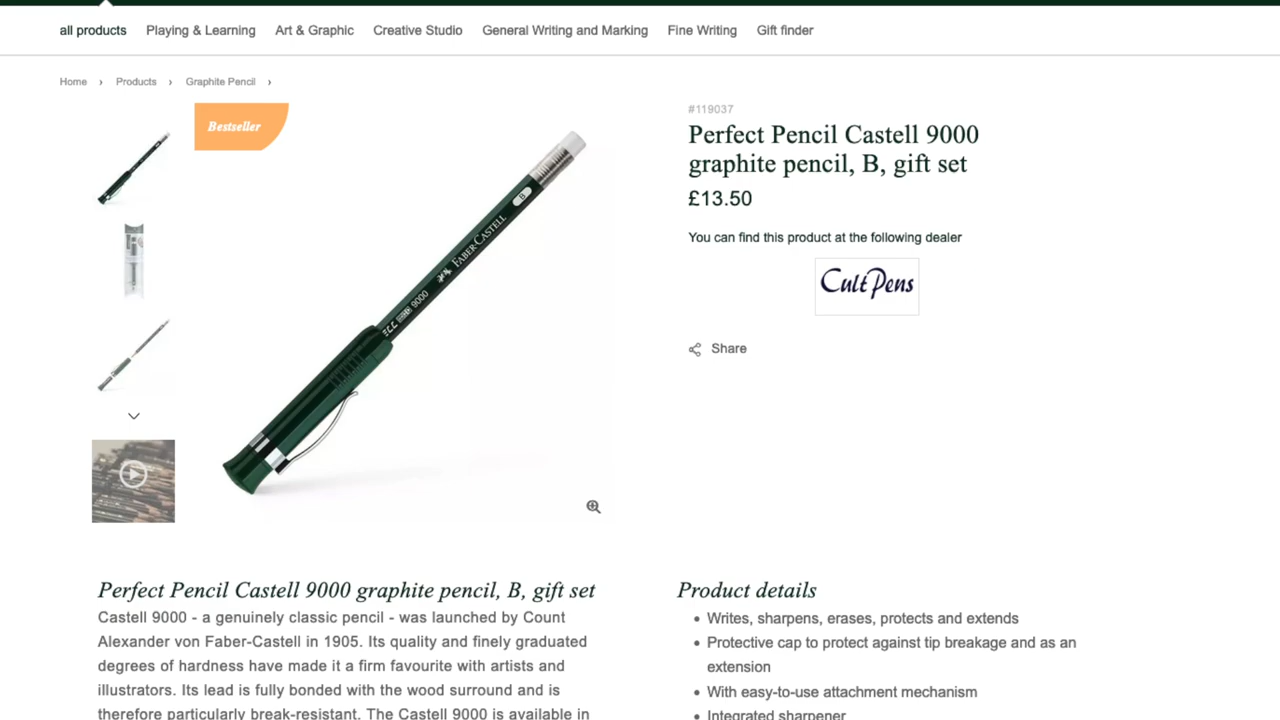 all products Playing & Learning Art & Graphic Creative Studio General Writing and Marking Fine Writing Gift finder
Home › Products › Graphite Pencil ›
Bestseller
B
FABER-CASTELL
9000
#119037
Perfect Pencil Castell 9000
graphite pencil, B, gift set
£13.50
You can find this product at the following dealer
Cult Pens
Share
Perfect Pencil Castell 9000 graphite pencil, B, gift set
Castell 9000 - a genuinely classic pencil - was launched by Count
Alexander von Faber-Castell in 1905. Its quality and finely graduated
degrees of hardness have made it a firm favourite with artists and
illustrators. Its lead is fully bonded with the wood surround and is
therefore particularly break-resistant. The Castell 9000 is available in
Product details
• Writes, sharpens, erases, protects and extends
• Protective cap to protect against tip breakage and as an
extension
• With easy-to-use attachment mechanism
• Integrated sharpener